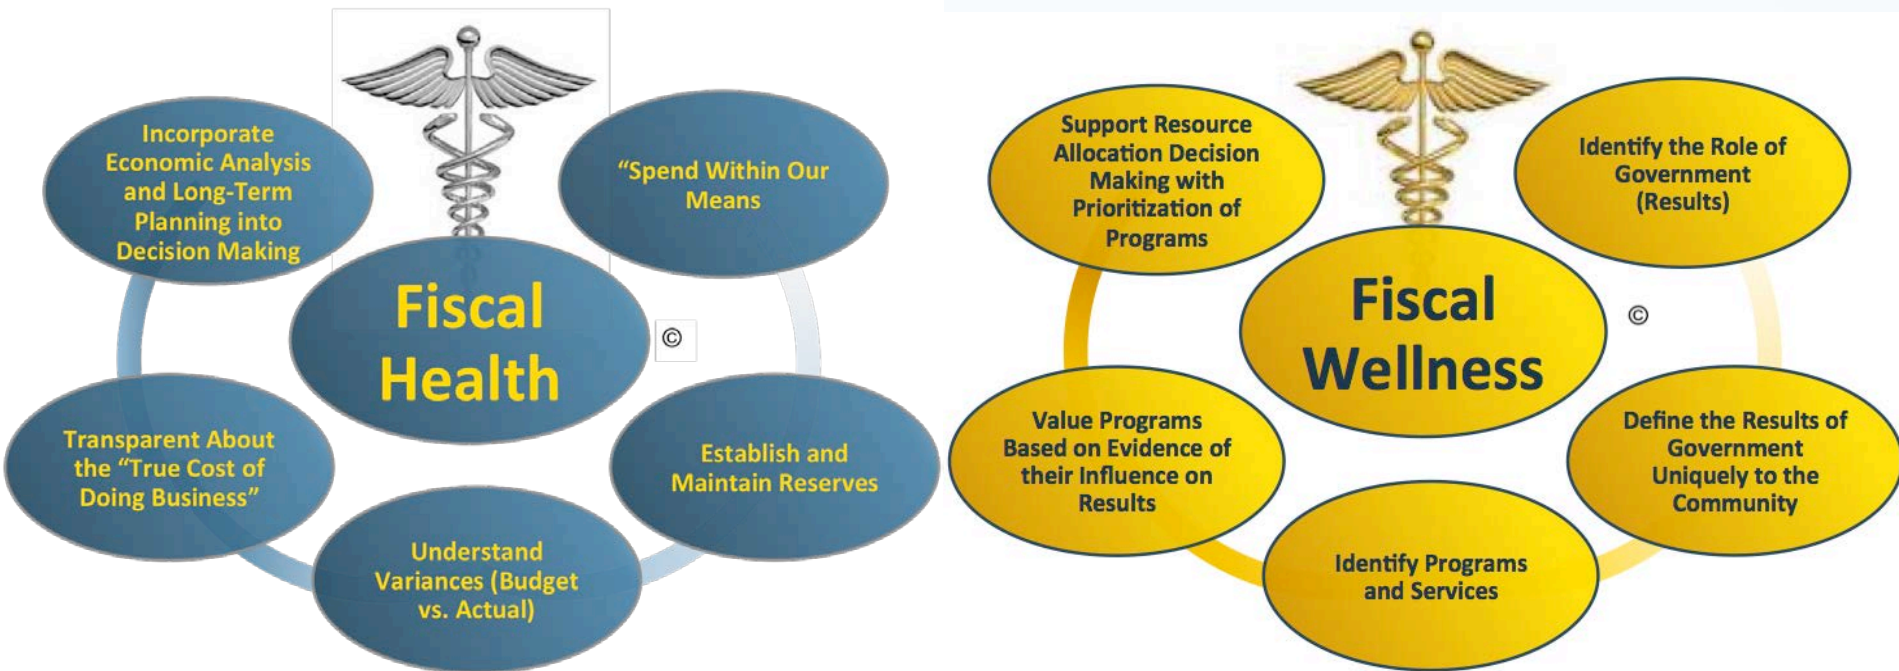 Incorporate
Economic Analysis
and Long-Term
Planning into
Decision Making
“Spend Within Our
Means
Fiscal
Health
©
Transparent About
the “True Cost of
Doing Business”
Establish and
Maintain Reserves
Understand
Variances (Budget
vs. Actual)
Support Resource
Allocation Decision
Making with
Prioritization of
Programs
Identify the Role of
Government
(Results)
Fiscal
Wellness
©
Value Programs
Based on Evidence of
their Influence on
Results
Define the Results of
Government
Uniquely to the
Community
Identify Programs
and Services